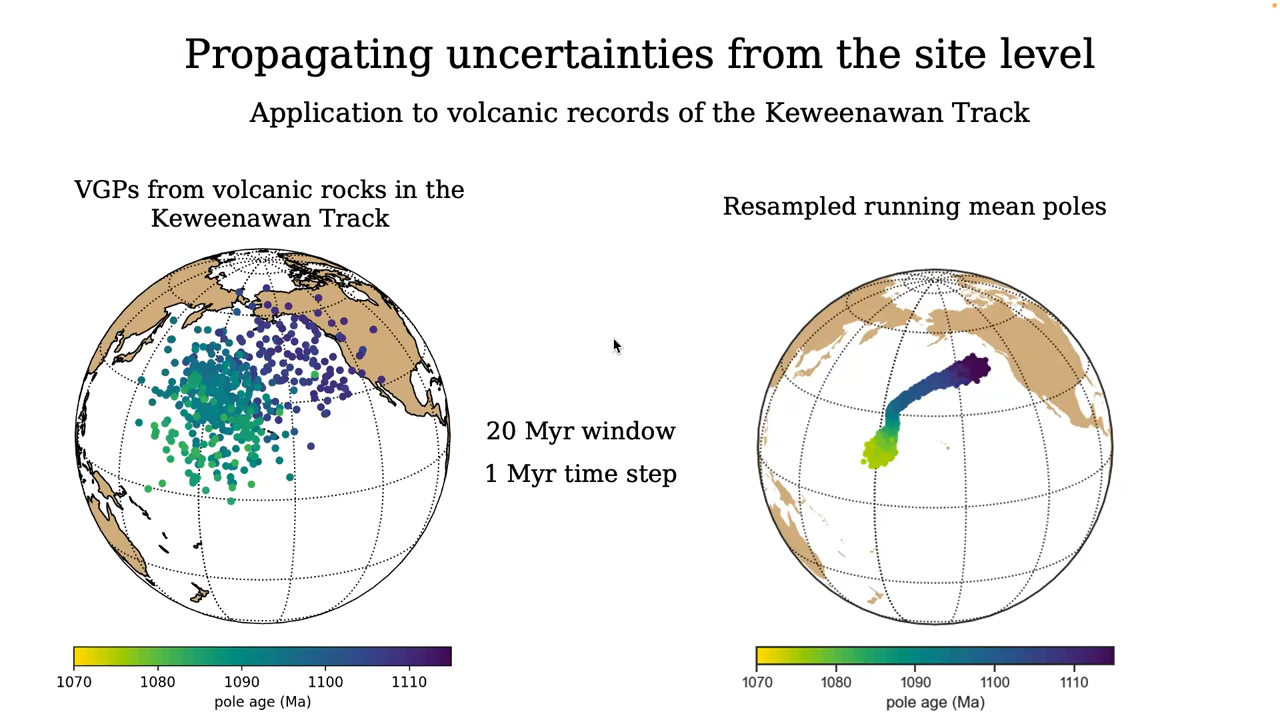 Propagating uncertainties from the site level
Application to volcanic records of the Keweenawan Track
VGPs from volcanic rocks in the
Keweenawan Track
Resampled running mean poles
20 Myr window
1 Myr time step
1070 1080 1090 1100 1110
pole age (Ma)
1070 1080 1090 1100 1110
pole age (Ma)